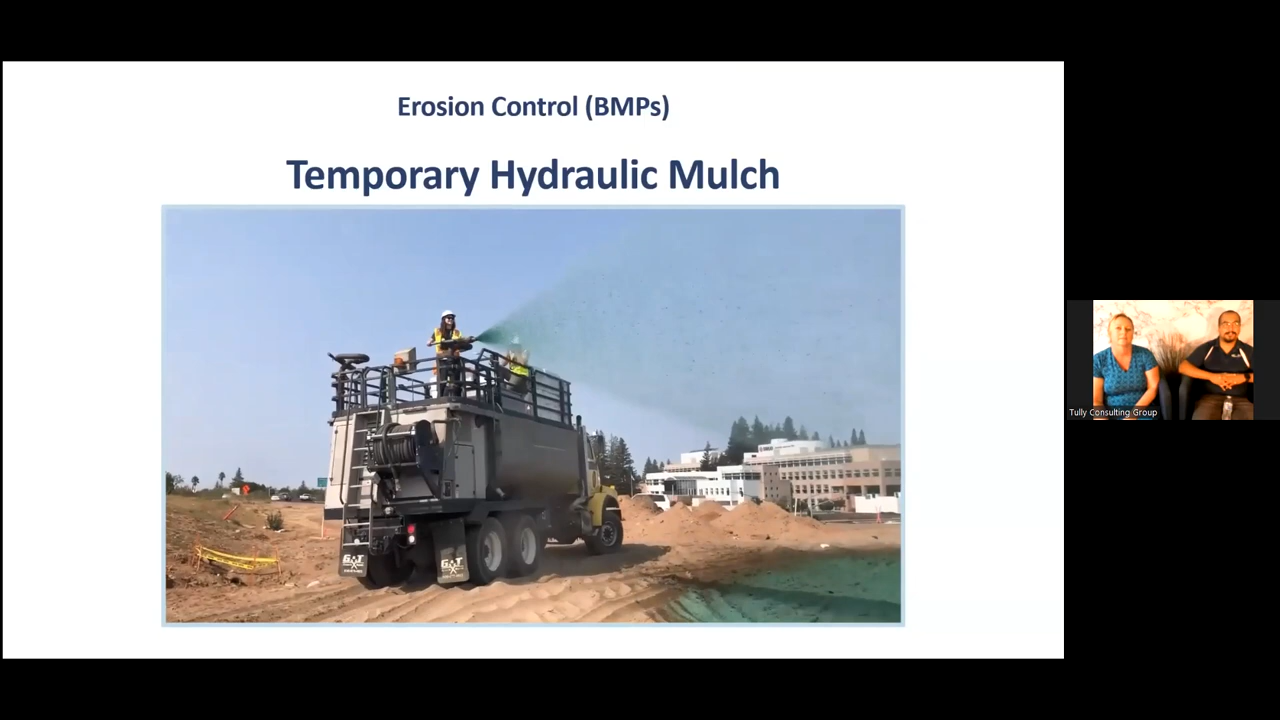 Erosion Control (BMPs)
Temporary Hydraulic Mulch
Tully Consulting Group